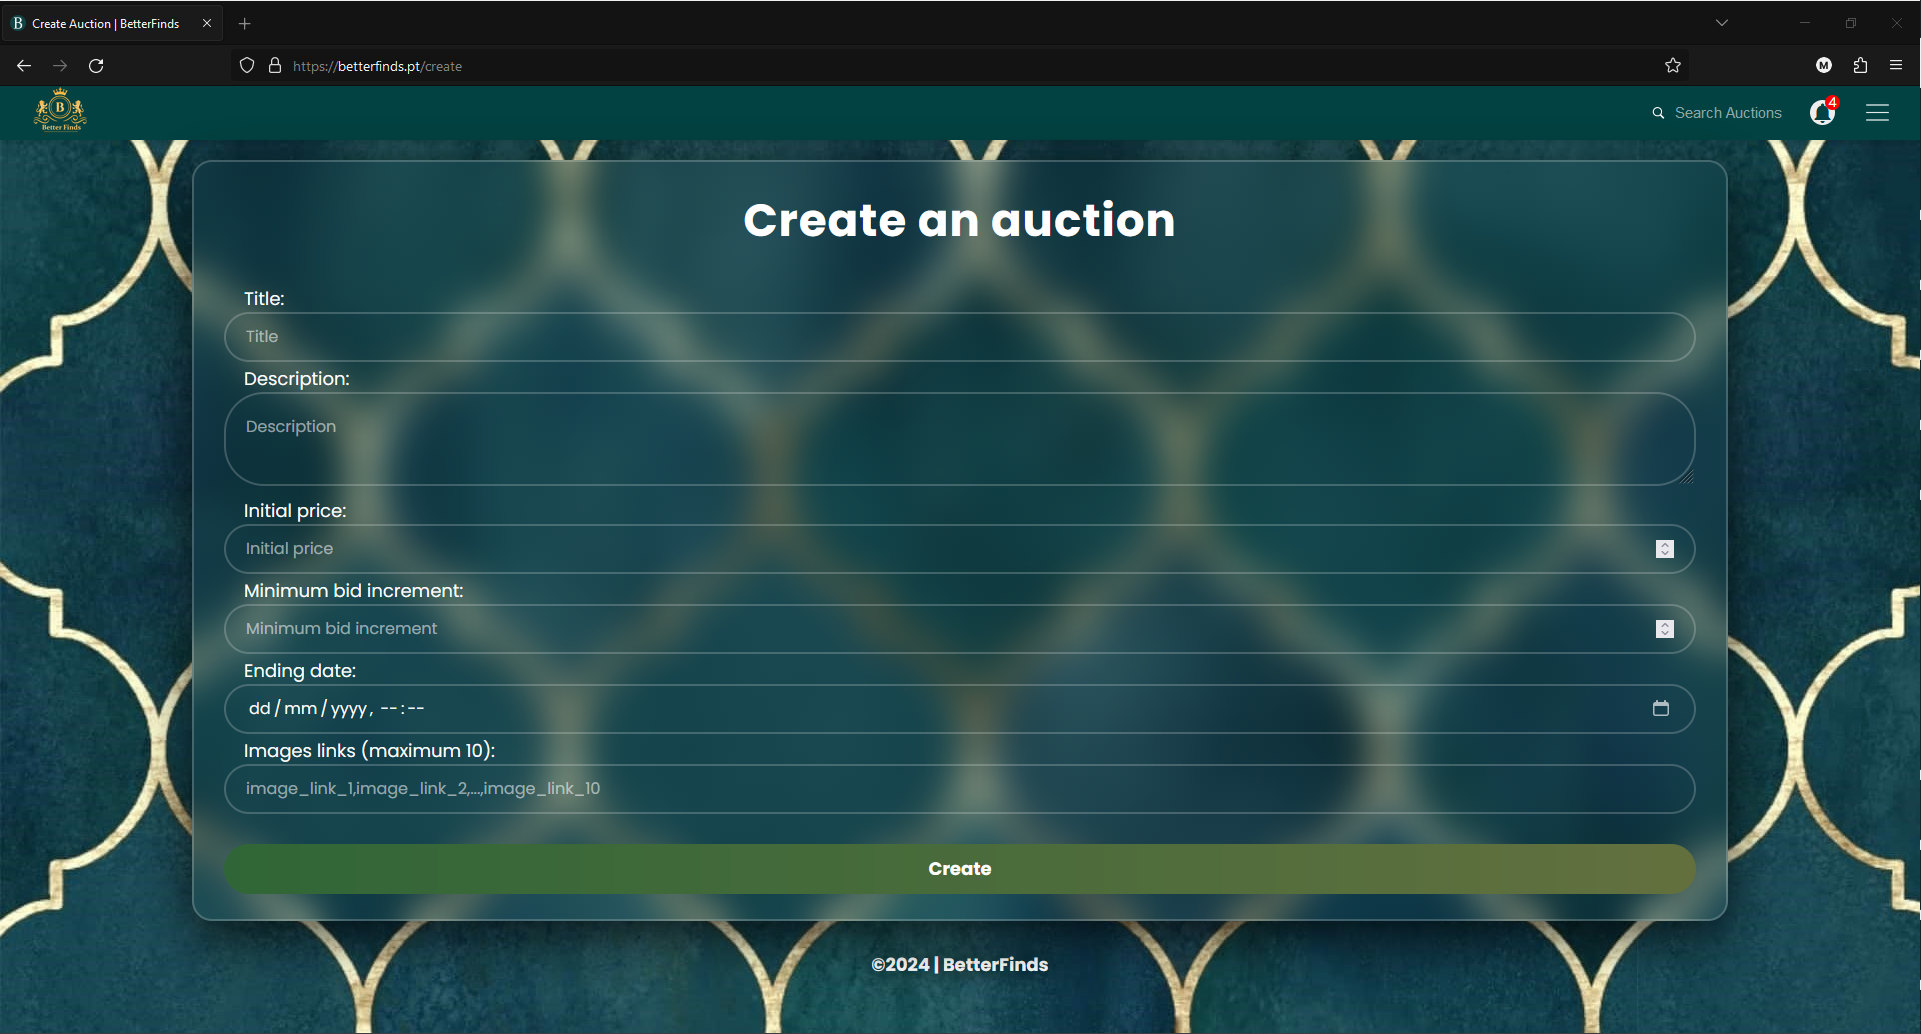 B Create Auction | BetterFinds
https://betterfinds.pt/create
M
B
Better Finds
Search Auctions
4
Create an auction
Title:
Title
Description:
Description
Initial price:
Initial price
Minimum bid increment:
Minimum bid increment
Ending date:
dd/mm/yyyy, --:--
Images links (maximum 10):
image_link_1,image_link_2,...,image_link_10
Create
©2024 | BetterFinds